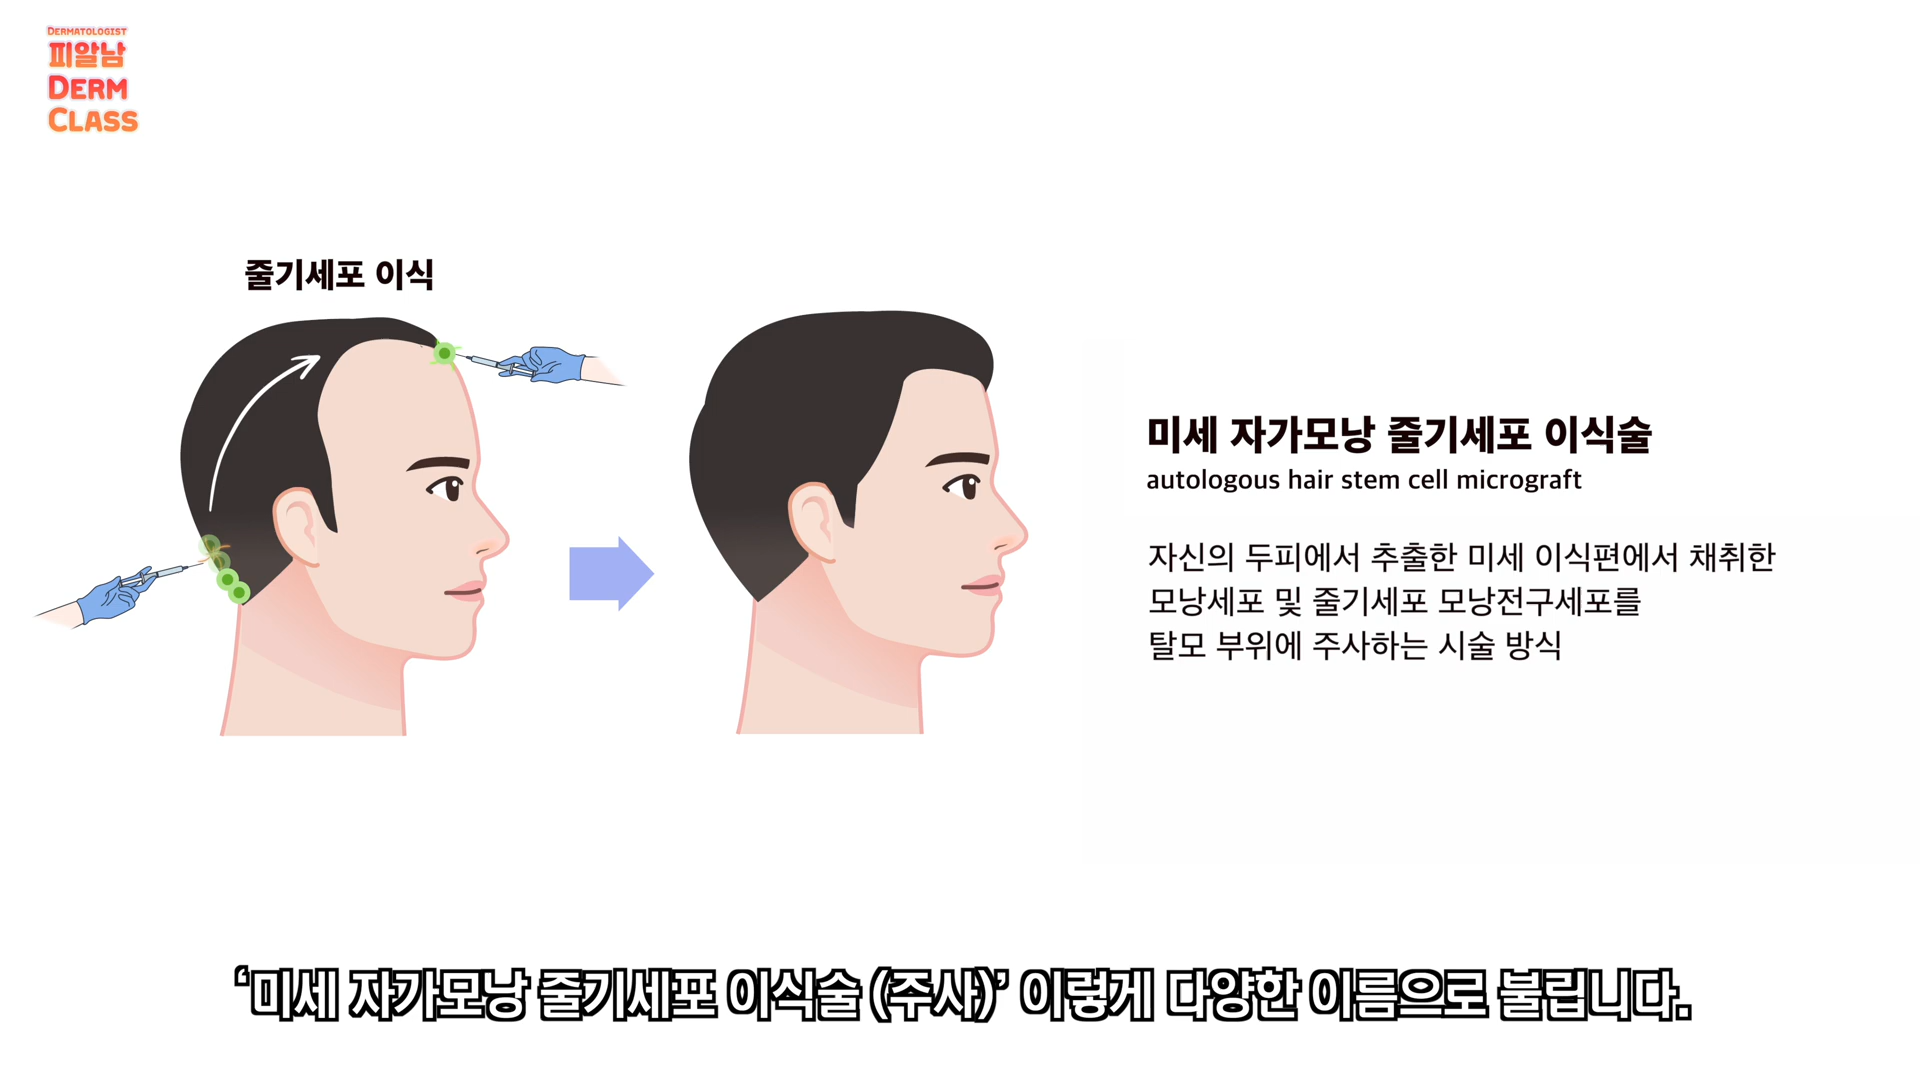 DERMATOLOGIST
피알남
DERM
CLASS
줄기세포 이식
미세 자가모낭 줄기세포 이식술
autologous hair stem cell micrograft
자신의 두피에서 추출한 미세 이식편에서 채취한
모낭세포 및 줄기세포 모낭전구세포를
탈모 부위에 주사하는 시술 방식
‘미세 자가모낭 줄기세포 이식술 (주사)’ 이렇게 다양한 이름으로 불립니다.